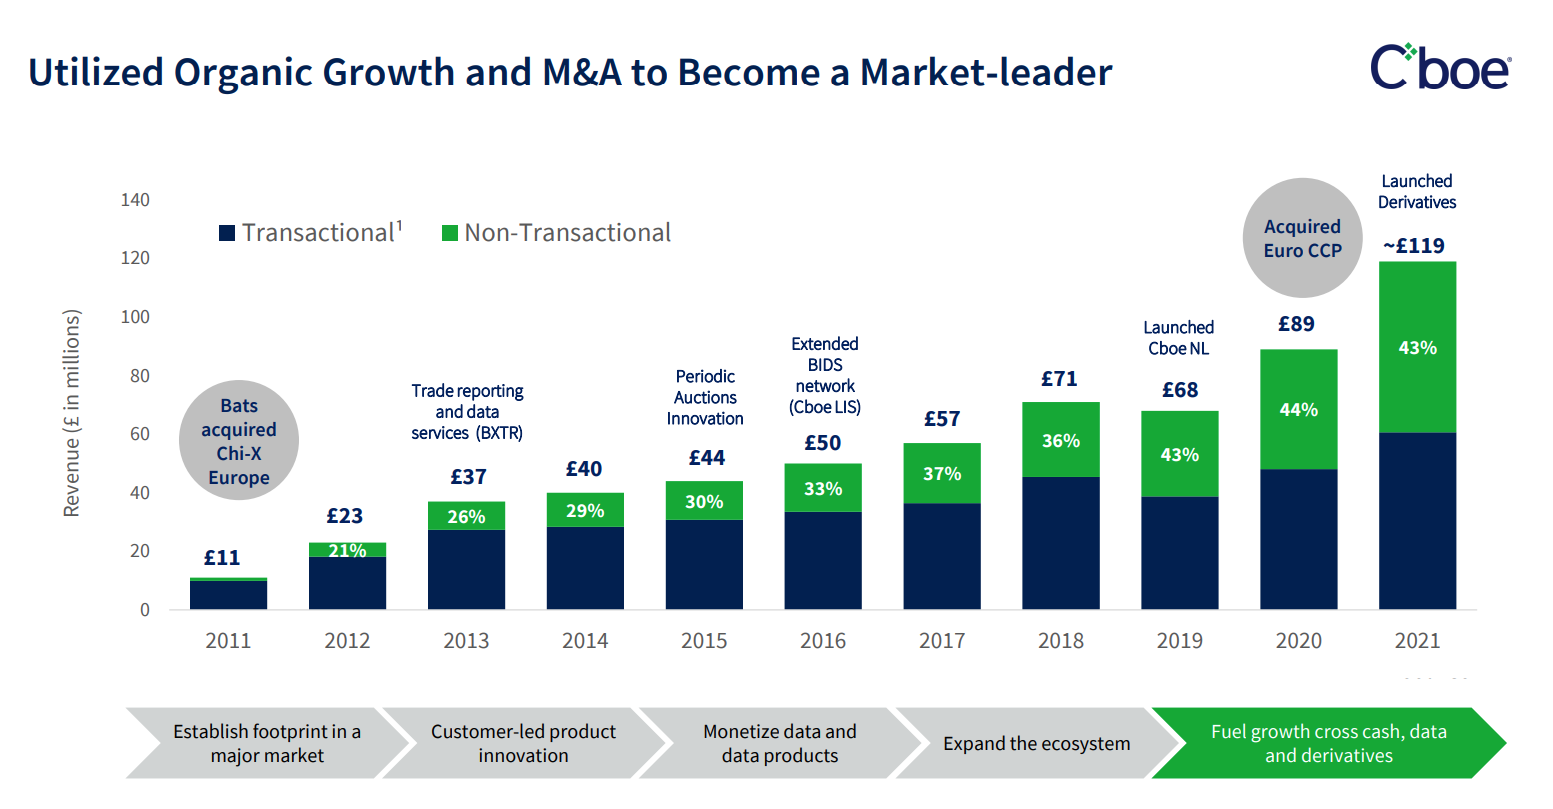 Utilized Organic Growth and M&A to Become a Market-leader
Cboe®
Revenue (£ in millions)
140
120
100
80
60
40
20
0
Transactional¹
Non-Transactional
Bats
acquired
Chi-X
Europe
£11
£23
21%
Trade reporting
and data
services (BXTR)
£37
26%
£40
29%
Periodic
Auctions
Innovation
£44
30%
Extended
BIDS
network
(Cboe LIS)
£50
33%
£57
37%
£71
36%
Launched
Cboe NL
£68
43%
Acquired
Euro CCP
£89
44%
Launched
Derivatives
~£119
43%
2011
2012
2013
2014
2015
2016
2017
2018
2019
2020
2021
Establish footprint in a
major market
Customer-led product
innovation
Monetize data and
data products
Expand the ecosystem
Fuel growth cross cash, data
and derivatives